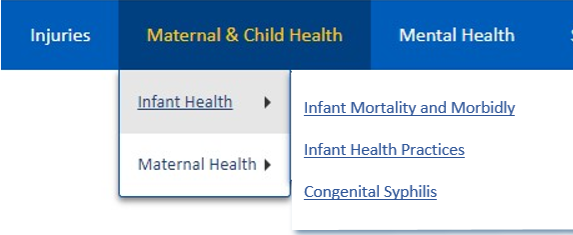 Injuries
Maternal & Child Health
Mental Health
Infant Health
Maternal Health
Infant Mortality and Morbidly
Infant Health Practices
Congenital Syphilis